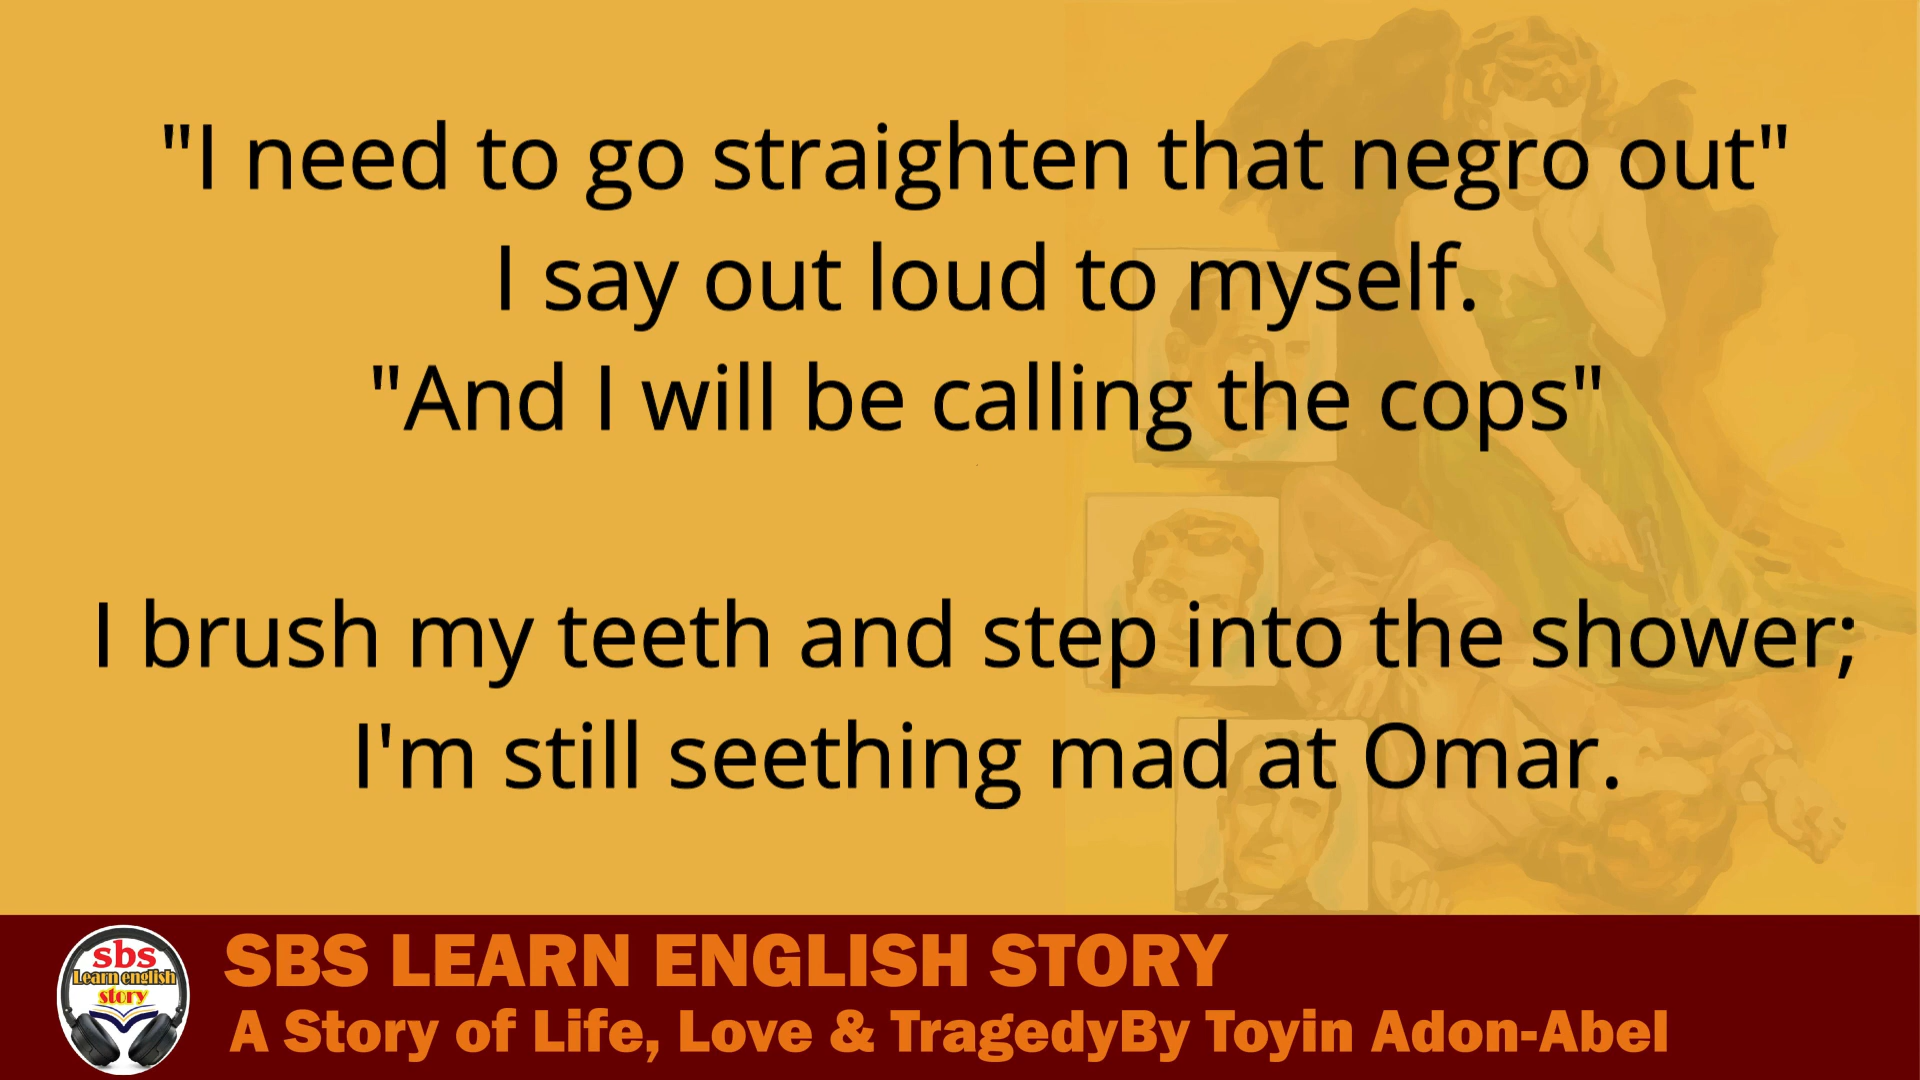 "I need to go straighten that negro out"
I say out loud to myself.
"And I will be calling the cops"
I brush my teeth and step into the shower;
I'm still seething mad at Omar.
sbs
Learn english
story
SBS LEARN ENGLISH STORY
A Story of Life, Love & TragedyBy Toyin Adon-Abel